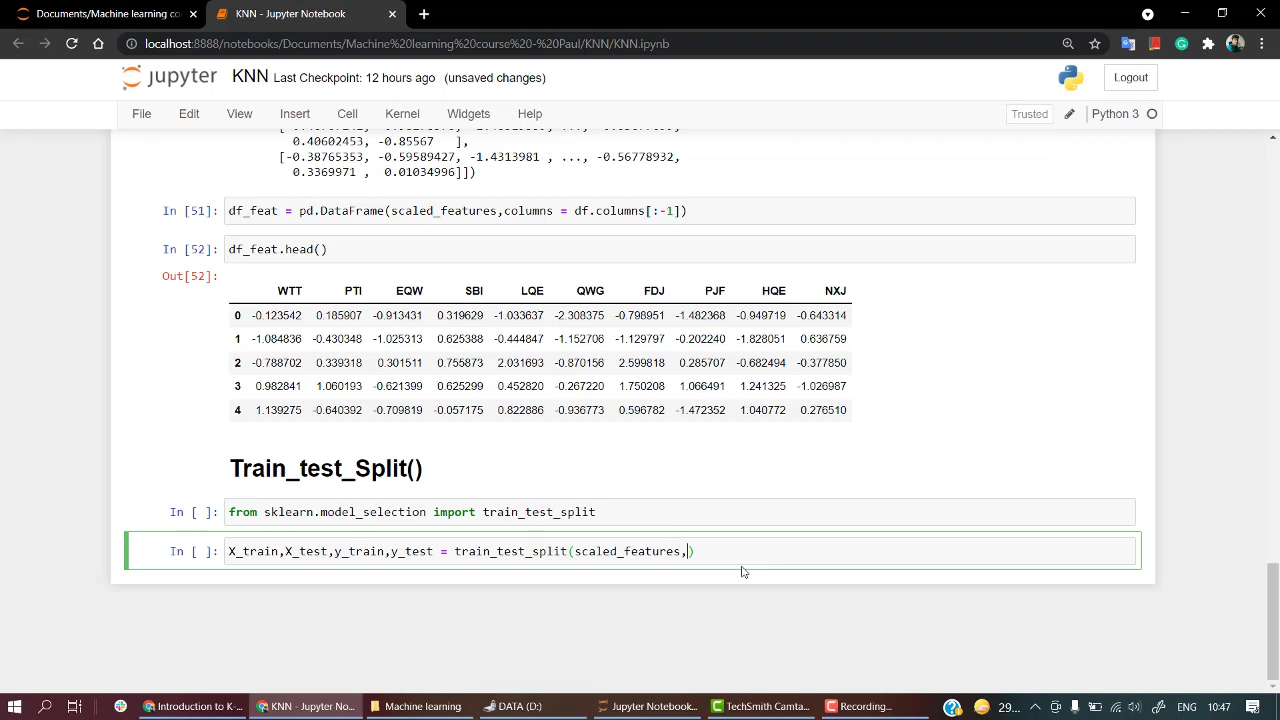 Documents/Machine learning cou
KNN - Jupyter Notebook
localhost:8888/notebooks/Documents/Machine%20learning%20course%20-%20Paul/KNN/KNN.ipynb
jupyter KNN Last Checkpoint: 12 hours ago (unsaved changes)
Logout
File Edit View Insert Cell Kernel Widgets Help
Trusted Python 3
0.40602453, -0.85567 ],
[-0.38765353, -0.59589427, -1.4313981 , ..., -0.56778932,
0.3369971 , 0.01034996]])
In [51]: df_feat = pd.DataFrame(scaled_features,columns = df.columns[:-1])
In [52]: df_feat.head()
Out[52]:
WTT PTI EQW SBI LQE QWG FDJ PJF HQE NXJ
0 -0.123542 0.185907 -0.913431 0.319629 -1.033637 -2.308375 -0.798951 -1.482368 -0.949719 -0.643314
1 -1.084836 -0.430348 -1.025313 0.625388 -0.444847 -1.152706 -1.129797 -0.202240 -1.828051 0.636759
2 -0.788702 0.339318 0.301511 0.755873 2.031693 -0.870156 2.599818 0.285707 -0.682494 -0.377850
3 0.982841 1.060193 -0.621399 0.625299 0.452820 -0.267220 1.750208 1.066491 1.241325 -1.026987
4 1.139275 -0.640392 -0.709819 -0.057175 0.822886 -0.936773 0.596782 -1.472352 1.040772 0.276510
Train_test_Split()
In [ ]: from sklearn.model_selection import train_test_split
In [ ]: X_train,X_test,y_train,y_test = train_test_split(scaled_features,)
Introduction to K-... KNN - Jupyter No... Machine learning DATA (D:) Jupyter Notebook... TechSmith Camta... Recording... 29... ENG 10:47